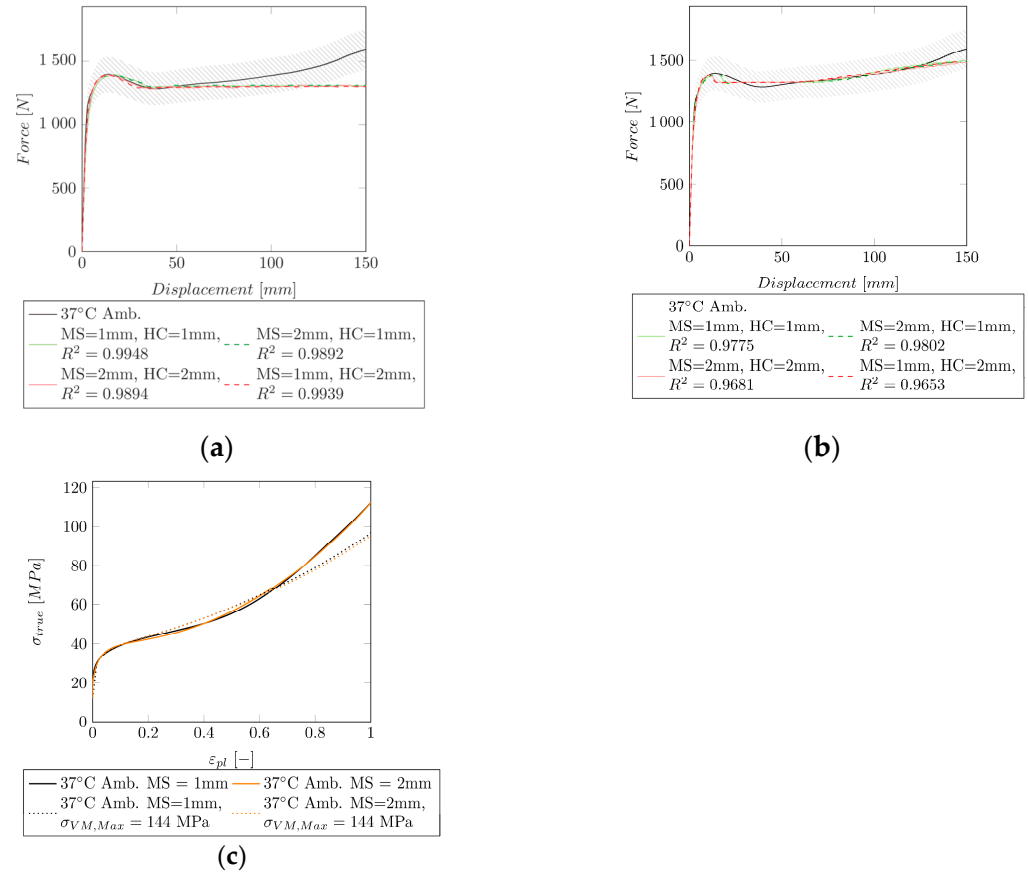 1 500
1 000
500
0
Force [N]
0 50 100 150
Displacement [mm]
37°C Amb.
MS=1mm, HC=1mm, R² = 0.9948
MS=2mm, HC=1mm, R² = 0.9892
MS=2mm, HC=2mm, R² = 0.9894
MS=1mm, HC=2mm, R² = 0.9939
(a)
1 500
1 000
500
0
Force [N]
0 50 100 150
Displacement [mm]
37°C Amb.
MS=1mm, HC=1mm, R² = 0.9775
MS=2mm, HC=1mm, R² = 0.9802
MS=2mm, HC=2mm, R² = 0.9681
MS=1mm, HC=2mm, R² = 0.9653
(b)
120
100
80
60
40
20
0
σtrue [MPa]
0 0.2 0.4 0.6 0.8 1
εpl [−]
37°C Amb. MS = 1mm
37°C Amb. MS = 2mm
37°C Amb. MS=1mm, σVM,Max = 144 MPa
37°C Amb. MS=2mm, σVM,Max = 144 MPa
(c)